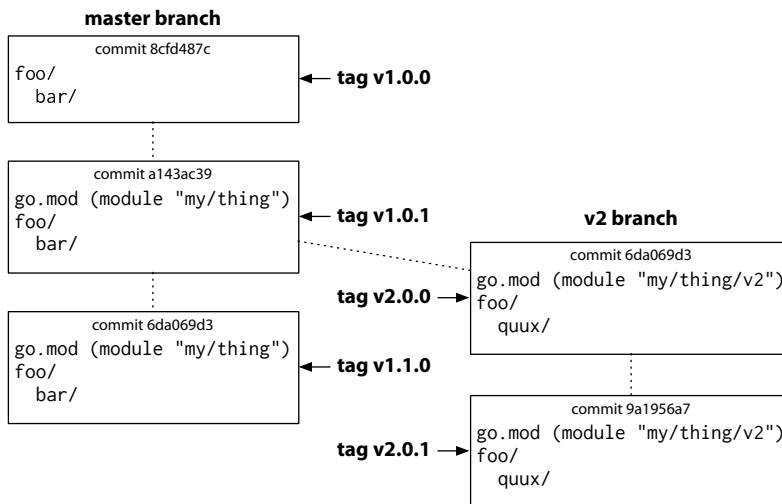 master branch
commit 8cfd487c
foo/
bar/
tag v1.0.0
commit a143ac39
go.mod (module "my/thing")
foo/
bar/
tag v1.0.1
commit 6da069d3
go.mod (module "my/thing")
foo/
bar/
tag v1.1.0
v2 branch
commit 6da069d3
go.mod (module "my/thing/v2")
foo/
quux/
tag v2.0.0
commit 9a1956a7
go.mod (module "my/thing/v2")
foo/
quux/
tag v2.0.1